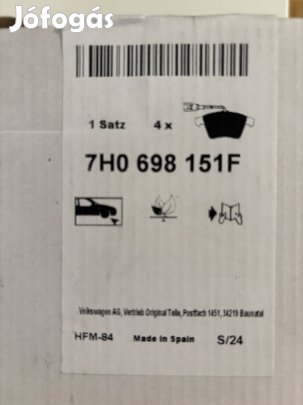 Jófogás
1 Satz 4 x
7H0 698 151F
Volkswagen AG, Vertrieb Original Teile, Postfach 1451, 34219 Baunatal
HFM-84 Made in Spain S/24